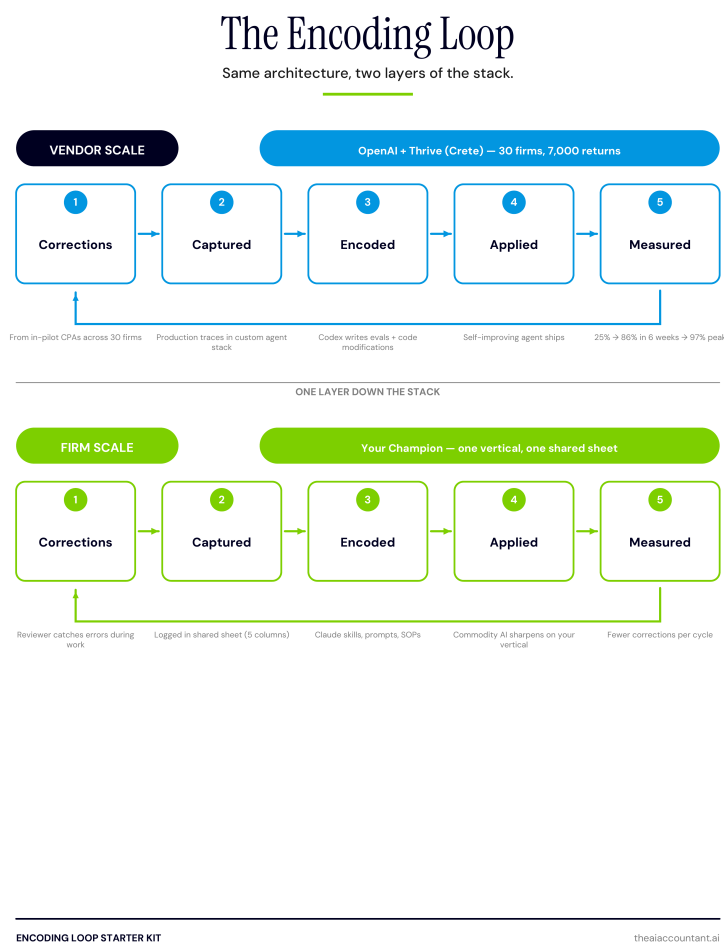 The Encoding Loop
Same architecture, two layers of the stack.
VENDOR SCALE
OpenAI + Thrive (Crete) — 30 firms, 7,000 returns
1
2
3
4
5
Corrections
Captured
Encoded
Applied
Measured
From in-pilot CPAs across 30 firms
Production traces in custom agent
stack
Codex writes evals + code
modifications
Self-improving agent ships
25% → 86% in 6 weeks → 97% peak
ONE LAYER DOWN THE STACK
FIRM SCALE
Your Champion — one vertical, one shared sheet
1
2
3
4
5
Corrections
Captured
Encoded
Applied
Measured
Reviewer catches errors during
work
Logged in shared sheet (5 columns)
Claude skills, prompts, SOPs
Commodity AI sharpens on your
vertical
Fewer corrections per cycle
ENCODING LOOP STARTER KIT
theaiaccountant.ai